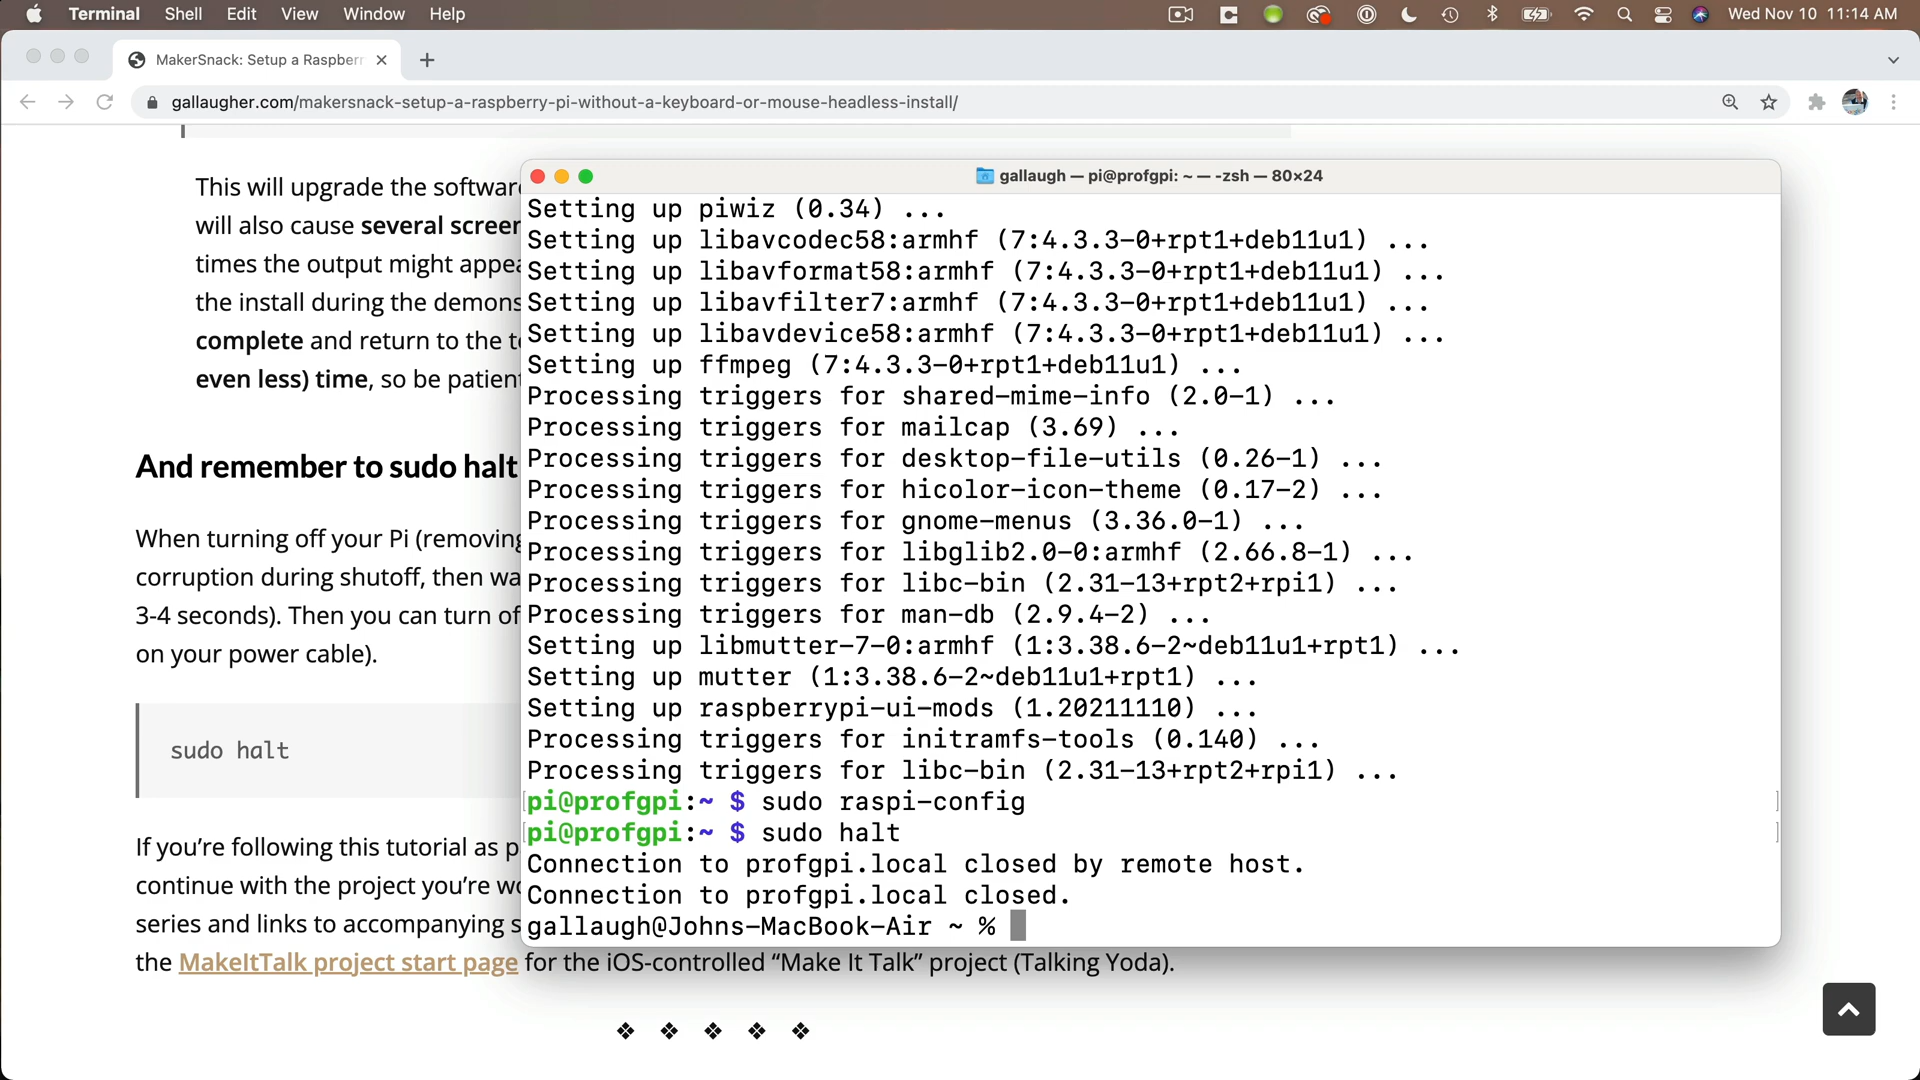 Terminal Shell Edit View Window Help Wed Nov 10 11:14 AM
MakerSnack: Setup a Raspberr
gallaugher.com/makersnack-setup-a-raspberry-pi-without-a-keyboard-or-mouse-headless-install/
This will upgrade the software
will also cause several screen
times the output might appea
the install during the demons
complete and return to the te
even less) time, so be patient
And remember to sudo halt
When turning off your Pi (removing
corruption during shutoff, then wa
3-4 seconds). Then you can turn of
on your power cable).
sudo halt
If you’re following this tutorial as p
continue with the project you’re wo
series and links to accompanying s
the MakeItTalk project start page for the iOS-controlled “Make It Talk” project (Talking Yoda).
gallaugh — pi@profgpi: ~ — -zsh — 80×24
Setting up piwiz (0.34) ...
Setting up libavcodec58:armhf (7:4.3.3-0+rpt1+deb11u1) ...
Setting up libavformat58:armhf (7:4.3.3-0+rpt1+deb11u1) ...
Setting up libavfilter7:armhf (7:4.3.3-0+rpt1+deb11u1) ...
Setting up libavdevice58:armhf (7:4.3.3-0+rpt1+deb11u1) ...
Setting up ffmpeg (7:4.3.3-0+rpt1+deb11u1) ...
Processing triggers for shared-mime-info (2.0-1) ...
Processing triggers for mailcap (3.69) ...
Processing triggers for desktop-file-utils (0.26-1) ...
Processing triggers for hicolor-icon-theme (0.17-2) ...
Processing triggers for gnome-menus (3.36.0-1) ...
Processing triggers for libglib2.0-0:armhf (2.66.8-1) ...
Processing triggers for libc-bin (2.31-13+rpt2+rpi1) ...
Processing triggers for man-db (2.9.4-2) ...
Setting up libmutter-7-0:armhf (1:3.38.6-2~deb11u1+rpt1) ...
Setting up mutter (1:3.38.6-2~deb11u1+rpt1) ...
Setting up raspberrypi-ui-mods (1.20211110) ...
Processing triggers for initramfs-tools (0.140) ...
Processing triggers for libc-bin (2.31-13+rpt2+rpi1) ...
pi@profgpi:~ $ sudo raspi-config
pi@profgpi:~ $ sudo halt
Connection to profgpi.local closed by remote host.
Connection to profgpi.local closed.
gallaugh@Johns-MacBook-Air ~ %